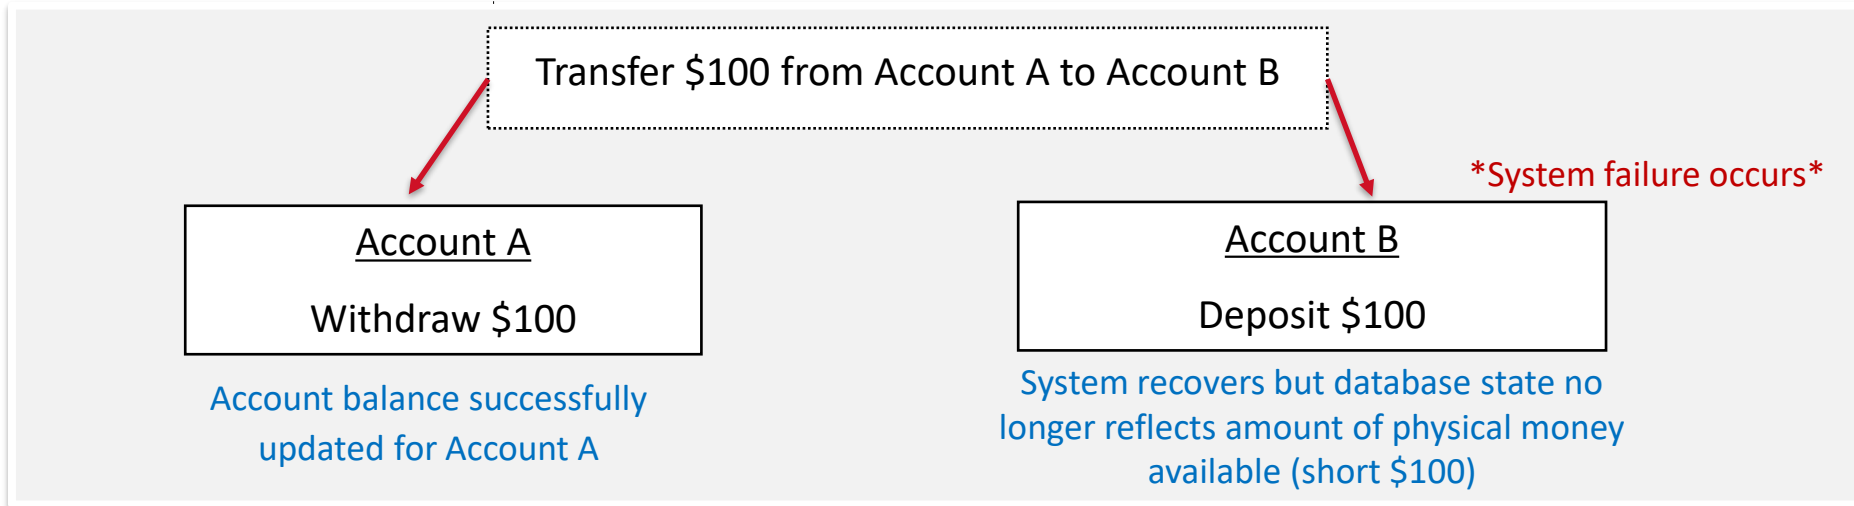 Transfer $100 from Account A to Account B
*System failure occurs*
Account A
Withdraw $100
Account balance successfully
updated for Account A
Account B
Deposit $100
System recovers but database state no
longer reflects amount of physical money
available (short $100)